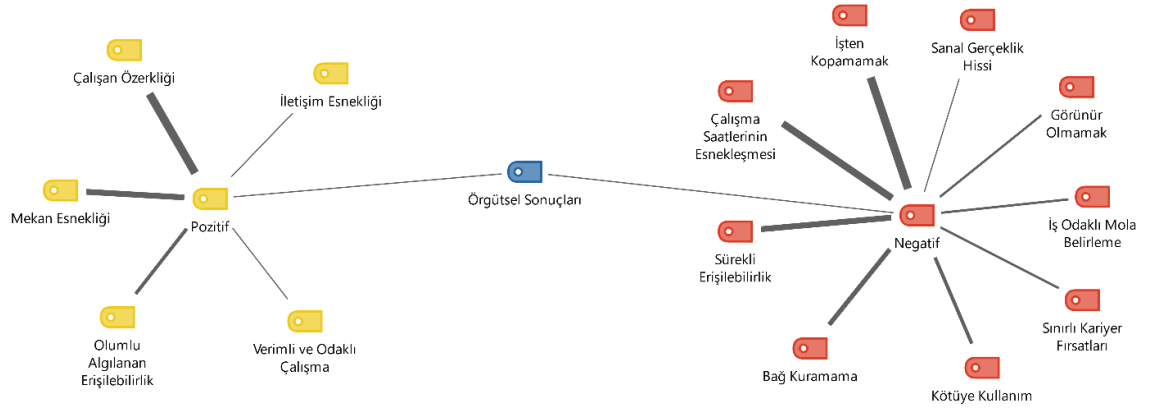 Çalışan Özerkliği
İletişim Esnekliği
Mekan Esnekliği
Pozitif
Olumlu
Algılanan
Erişilebilirlik
Verimli ve Odaklı
Çalışma
Örgütsel Sonuçları
İşten
Kopamamak
Sanal Gerçeklik
Hissi
Çalışma
Saatlerinin
Esnekleşmesi
Görünür
Olmamak
İş Odaklı Mola
Belirleme
Negatif
Sürekli
Erişilebilirlik
Sınırlı Kariyer
Fırsatları
Bağ Kuramama
Kötüye Kullanım